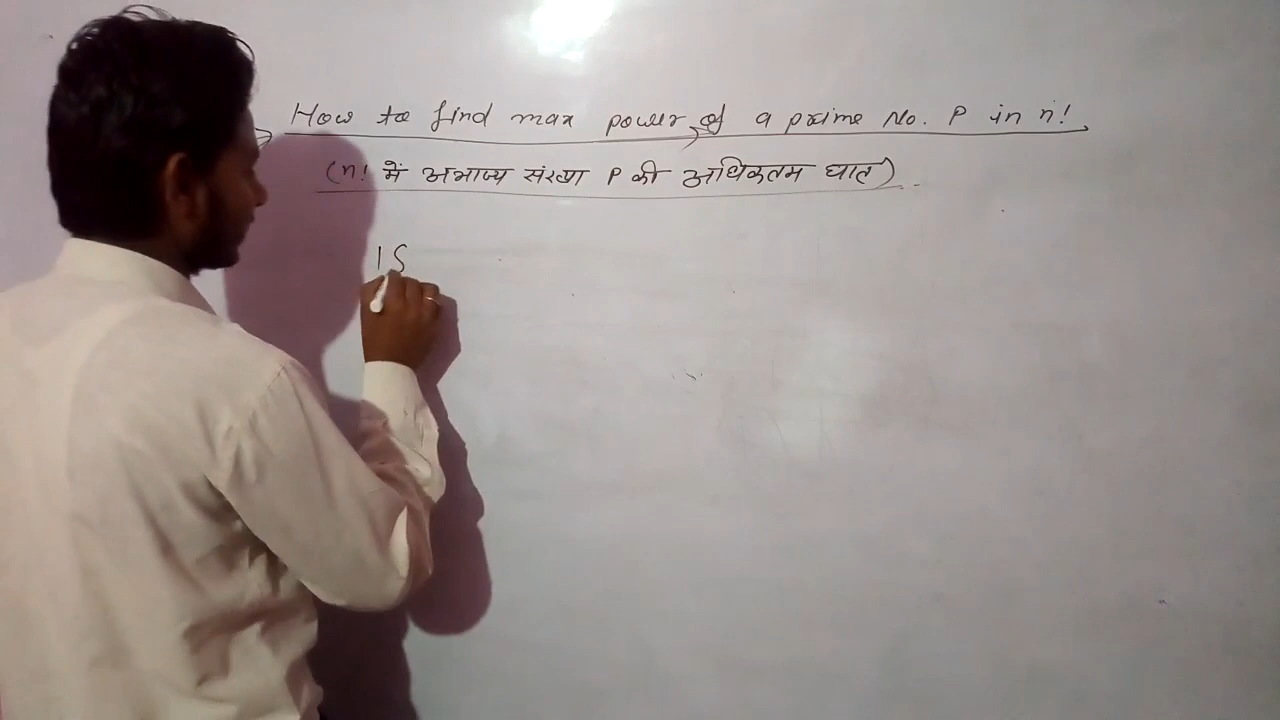 How to find max power of a prime No. P in n!
(n! में अभाज्य संख्या P की अधिकतम घात)
15